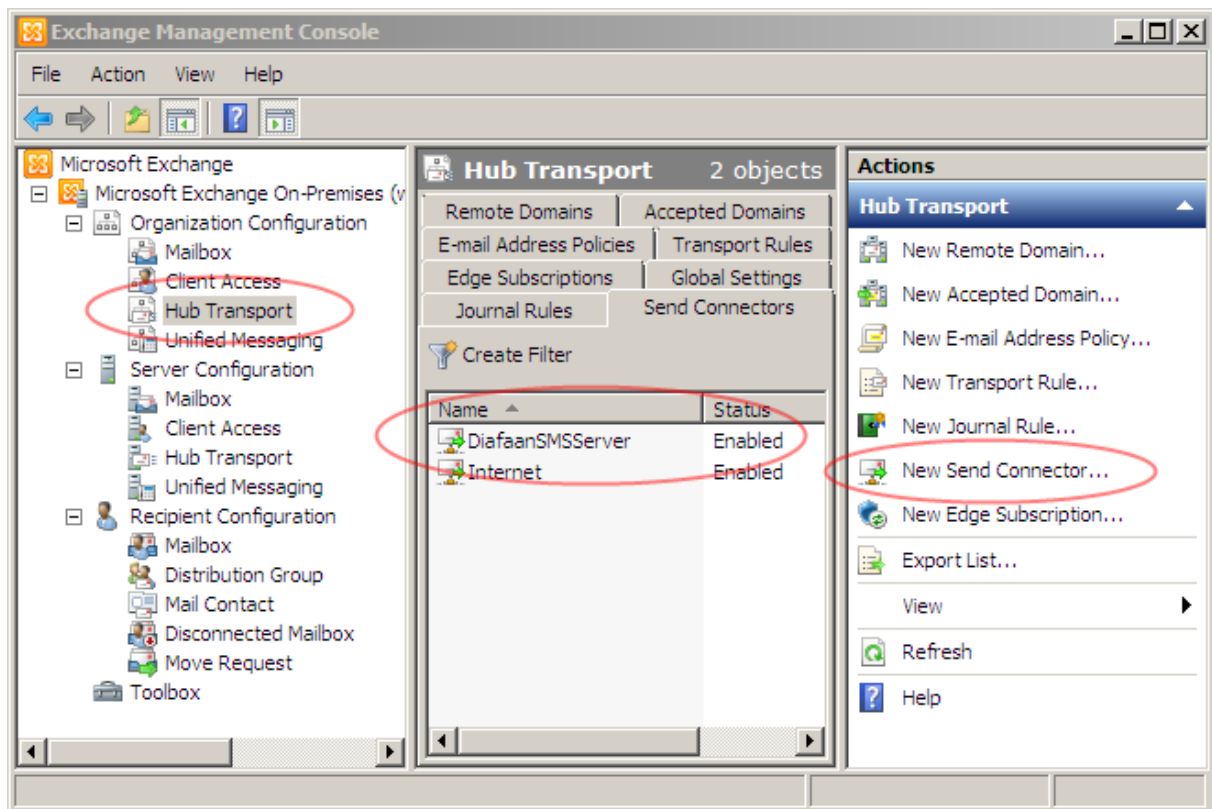 Exchange Management Console
File Action View Help
Microsoft Exchange
Microsoft Exchange On-Premises (w
Organization Configuration
Mailbox
Client Access
Hub Transport
Unified Messaging
Server Configuration
Mailbox
Client Access
Hub Transport
Unified Messaging
Recipient Configuration
Mailbox
Distribution Group
Mail Contact
Disconnected Mailbox
Move Request
Toolbox
Hub Transport 2 objects
Remote Domains Accepted Domains
E-mail Address Policies Transport Rules
Edge Subscriptions Global Settings
Journal Rules Send Connectors
Create Filter
Name Status
DiafaanSMSServer Enabled
Internet Enabled
Actions
Hub Transport
New Remote Domain...
New Accepted Domain...
New E-mail Address Policy...
New Transport Rule...
New Journal Rule...
New Send Connector...
New Edge Subscription...
Export List...
View
Refresh
Help